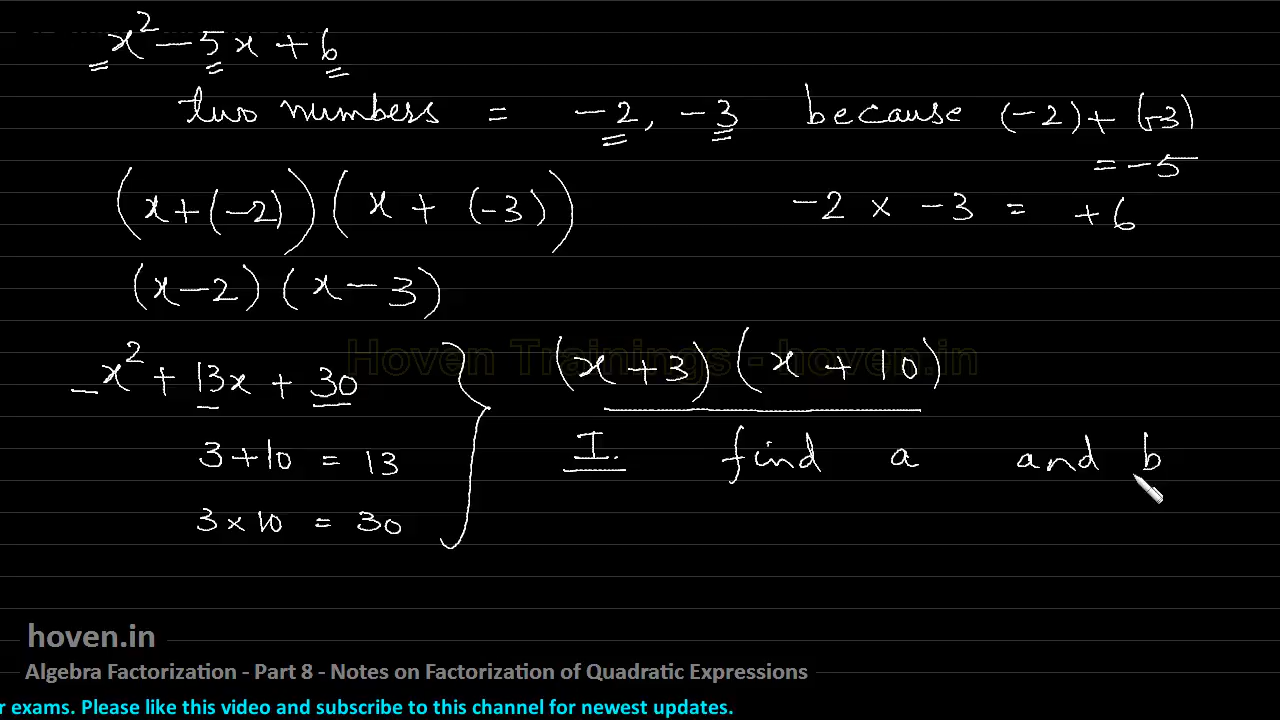 x² - 5x + 6
two numbers = -2, -3 because (-2) + (-3)
= -5
(x + (-2)) (x + (-3)) -2 × -3 = +6
(x - 2) (x - 3)
Hoven Trainings - hoven.in
x² + 13x + 30 (x + 3) (x + 10)
3 + 10 = 13 I. find a and b
3 × 10 = 30
hoven.in
Algebra Factorization - Part 8 - Notes on Factorization of Quadratic Expressions
r exams. Please like this video and subscribe to this channel for newest updates.